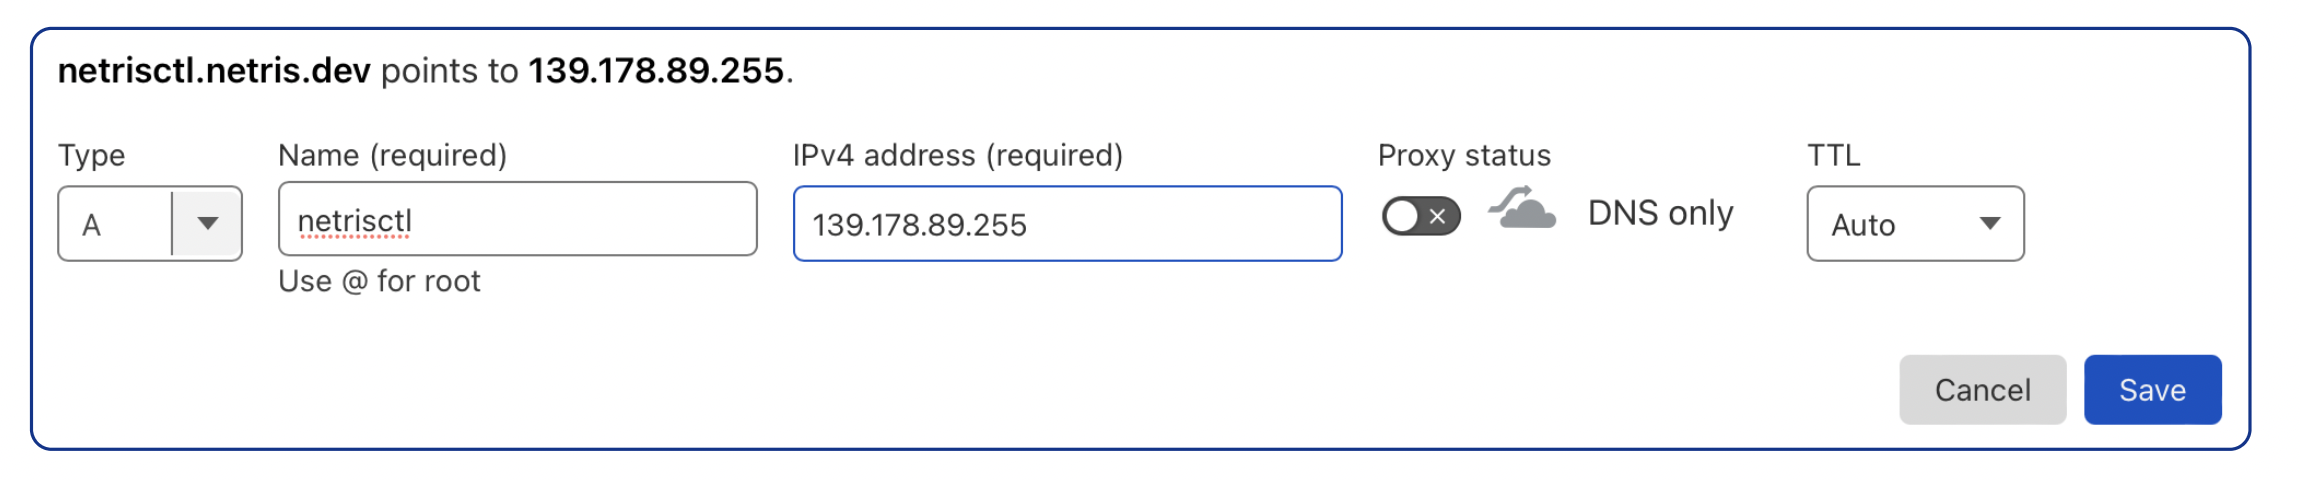 netrisctl.netris.dev points to 139.178.89.255.
Type Name (required) IPv4 address (required) Proxy status TTL
A netrisctl 139.178.89.255 DNS only Auto
Use @ for root
Cancel Save